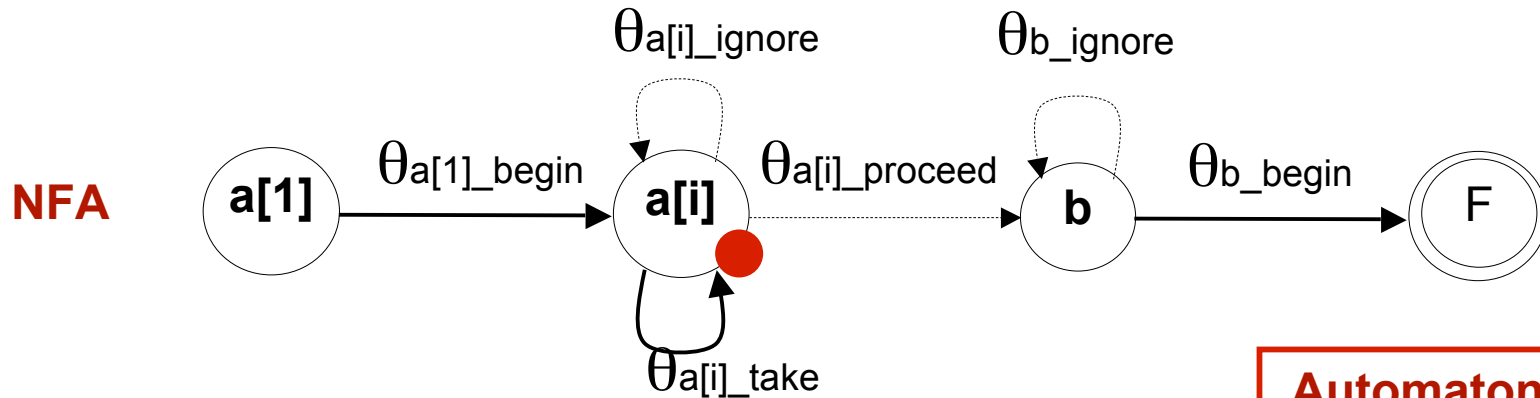 θa[i]_ignore
θb_ignore
NFA
a[1]
θa[1]_begin
a[i]
θa[i]_proceed
b
θb_begin
F
θa[i]_take
Automaton